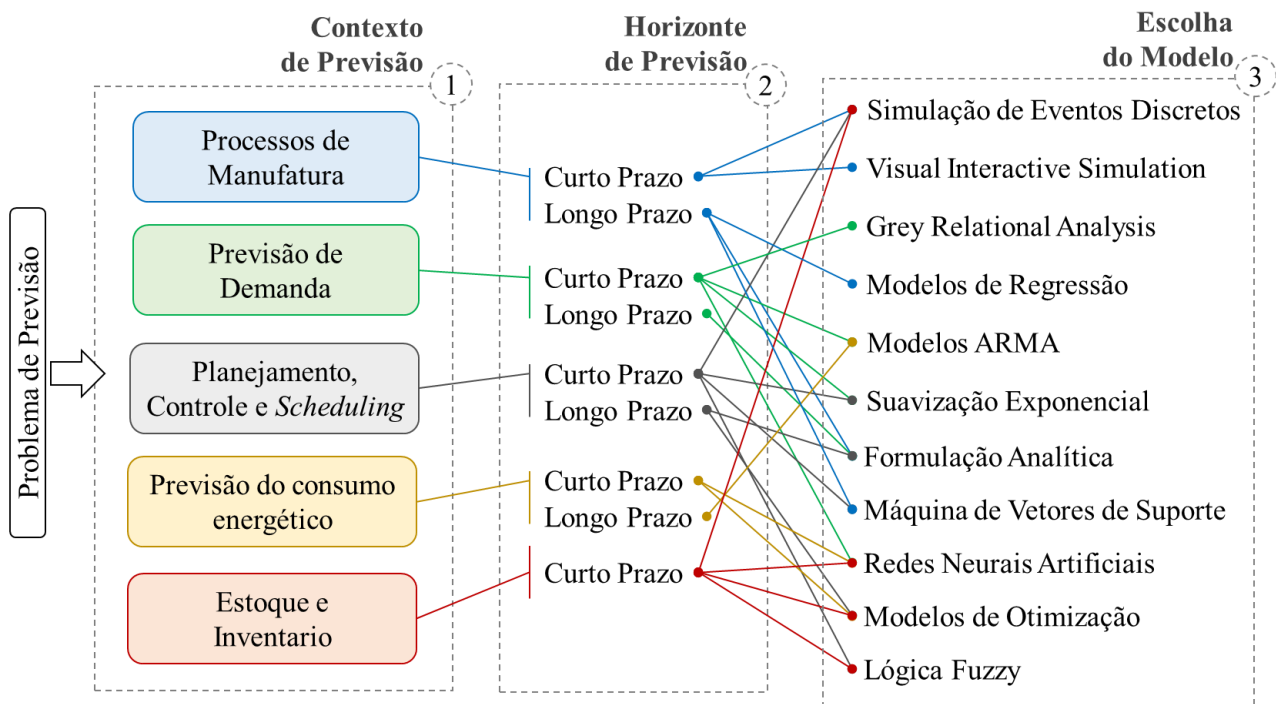 Contexto
de Previsão
1
Horizonte
de Previsão
2
Escolha
do Modelo
3
Problema de Previsão
Processos de
Manufatura
Previsão de
Demanda
Planejamento,
Controle e Scheduling
Previsão do consumo
energético
Estoque e
Inventario
Curto Prazo
Longo Prazo
Curto Prazo
Longo Prazo
Curto Prazo
Longo Prazo
Curto Prazo
Longo Prazo
Curto Prazo
Simulação de Eventos Discretos
Visual Interactive Simulation
Grey Relational Analysis
Modelos de Regressão
Modelos ARMA
Suavização Exponencial
Formulação Analítica
Máquina de Vetores de Suporte
Redes Neurais Artificiais
Modelos de Otimização
Lógica Fuzzy